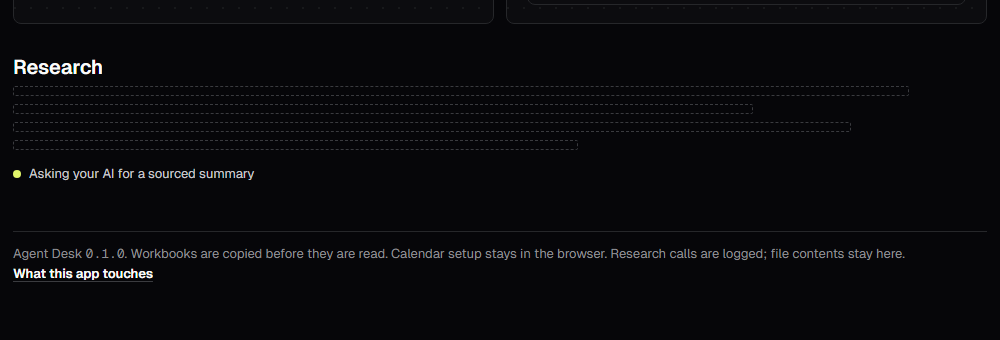 Research
Asking your AI for a sourced summary
Agent Desk 0.1.0. Workbooks are copied before they are read. Calendar setup stays in the browser. Research calls are logged; file contents stay here.
What this app touches